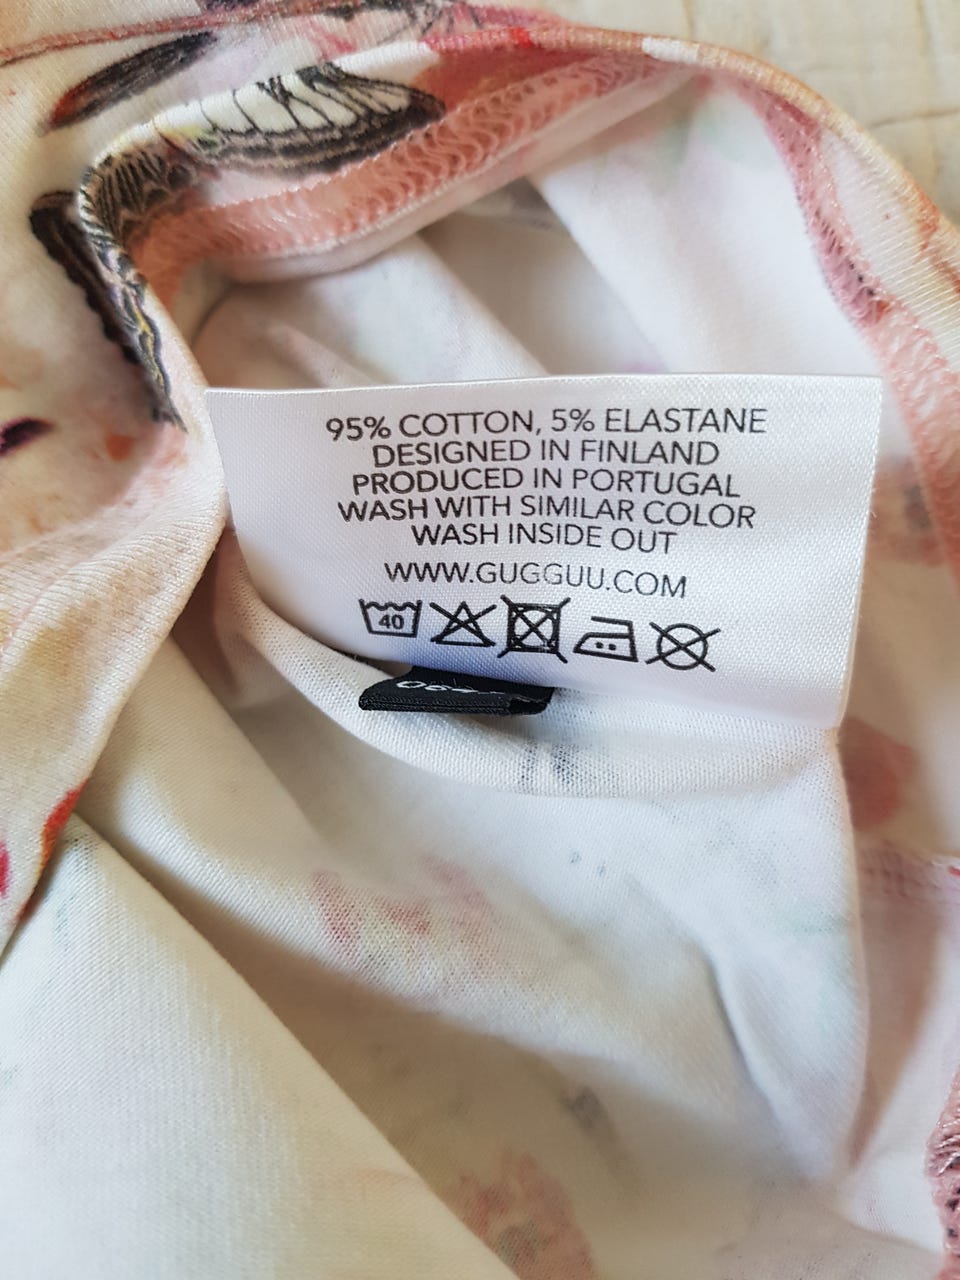 95% COTTON, 5% ELASTANE
DESIGNED IN FINLAND
PRODUCED IN PORTUGAL
WASH WITH SIMILAR COLOR
WASH INSIDE OUT
WWW.GUGGUU.COM
40